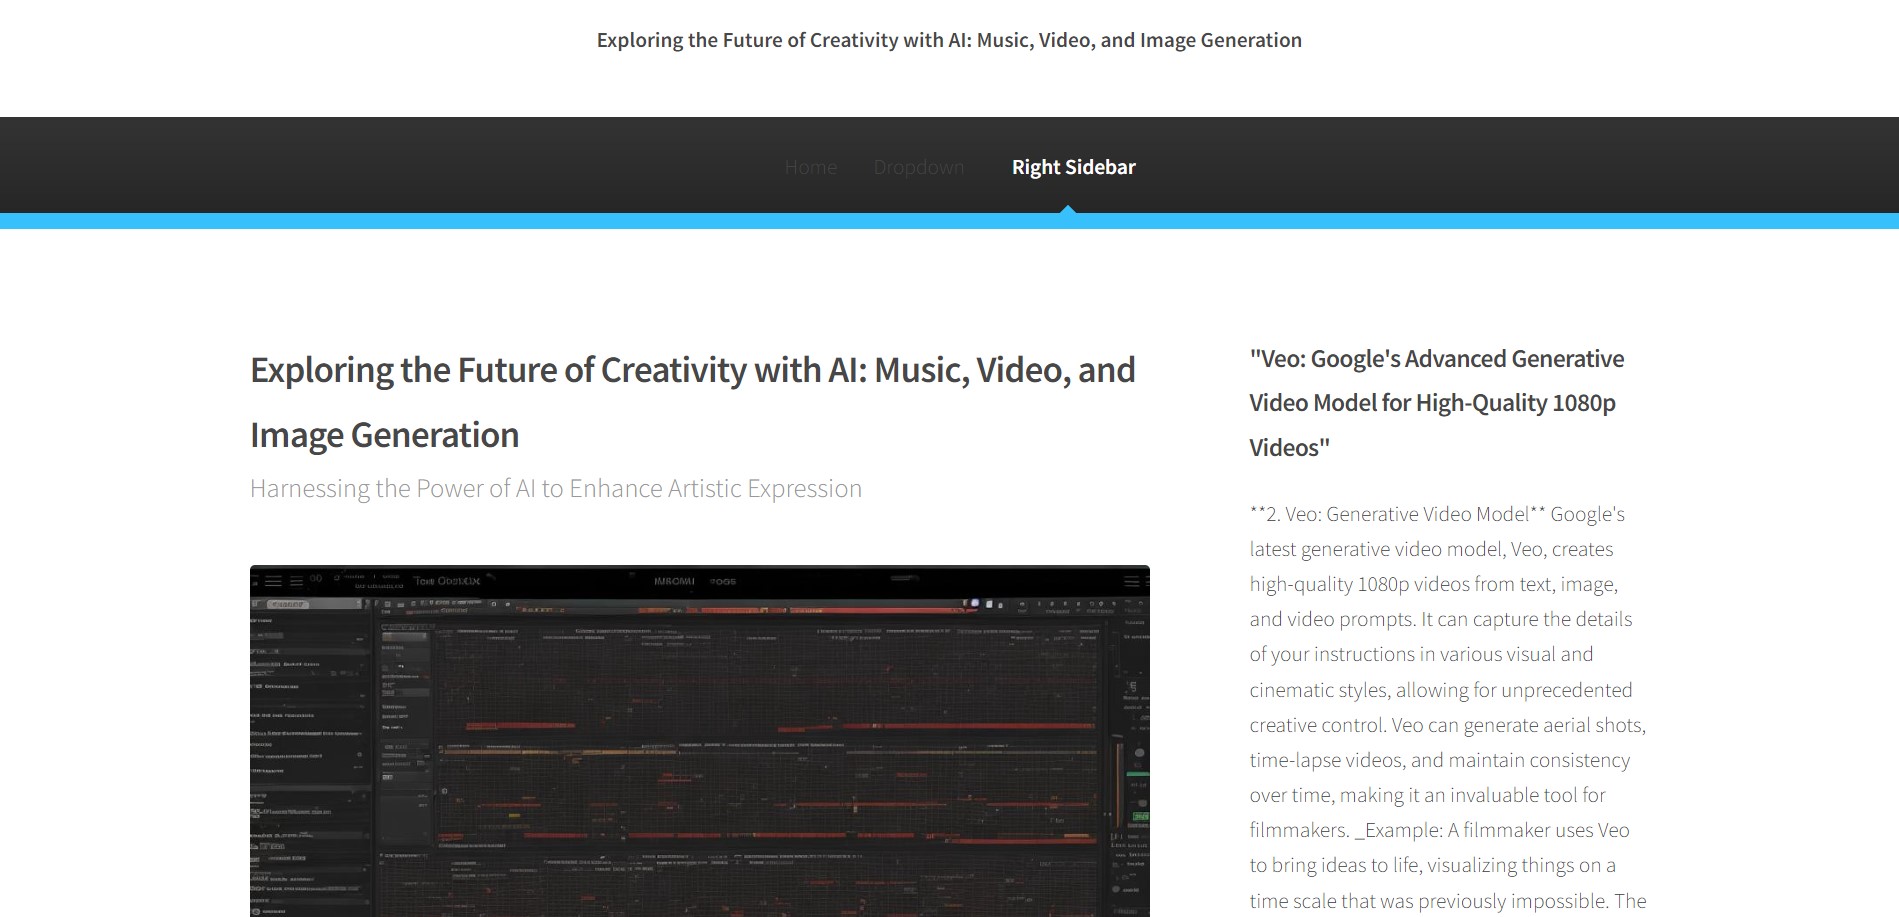 Exploring the Future of Creativity with AI: Music, Video, and Image Generation
Home Dropdown Right Sidebar
Exploring the Future of Creativity with AI: Music, Video, and
Image Generation
Harnessing the Power of AI to Enhance Artistic Expression
"Veo: Google's Advanced Generative
Video Model for High-Quality 1080p
Videos"
**2. Veo: Generative Video Model** Google's
latest generative video model, Veo, creates
high-quality 1080p videos from text, image,
and video prompts. It can capture the details
of your instructions in various visual and
cinematic styles, allowing for unprecedented
creative control. Veo can generate aerial shots,
time-lapse videos, and maintain consistency
over time, making it an invaluable tool for
filmmakers. _Example: A filmmaker uses Veo
to bring ideas to life, visualizing things on a
time scale that was previously impossible. The